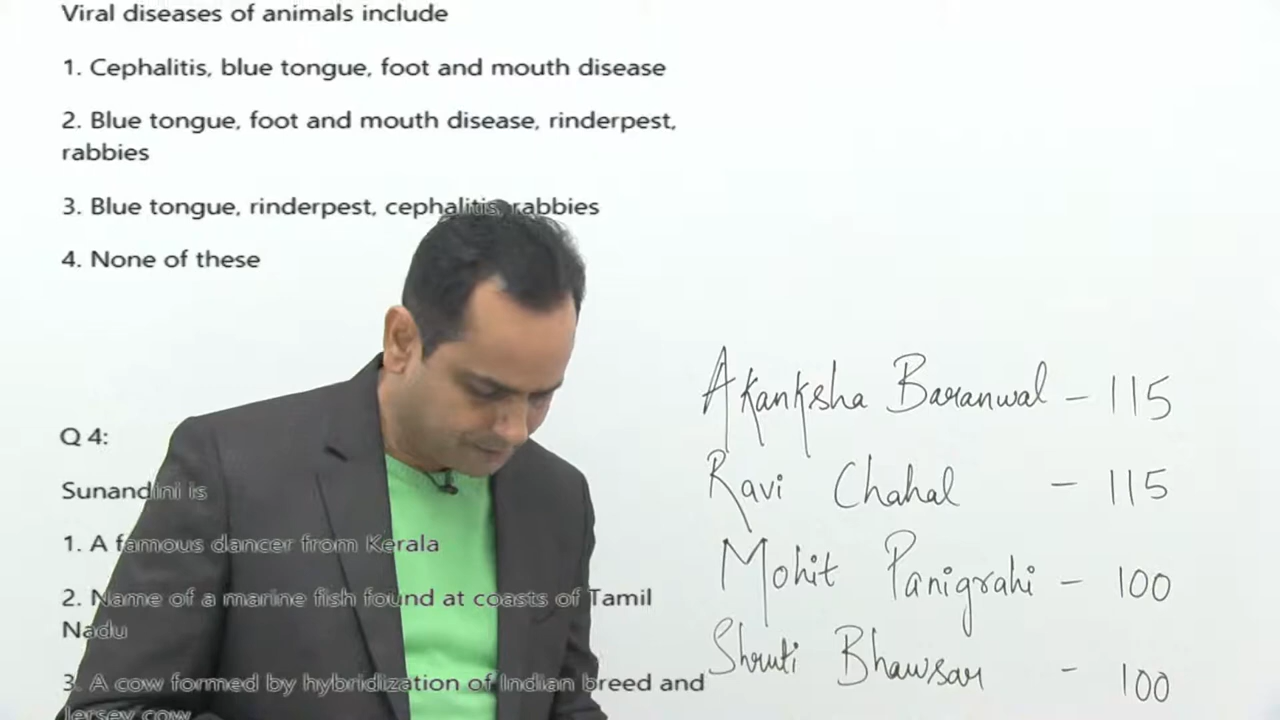 Viral diseases of animals include
1. Cephalitis, blue tongue, foot and mouth disease
2. Blue tongue, foot and mouth disease, rinderpest,
rabbies
3. Blue tongue, rinderpest, cephalitis, rabbies
4. None of these
Q 4:
Sunandini is
1. A famous dancer from Kerala
2. Name of a marine fish found at coasts of Tamil
Nadu
3. A cow formed by hybridization of Indian breed and
Jersey cow
Akanksha Baranwal - 115
Ravi Chahal - 115
Mohit Panigrahi - 100
Shruti Bhawsar - 100